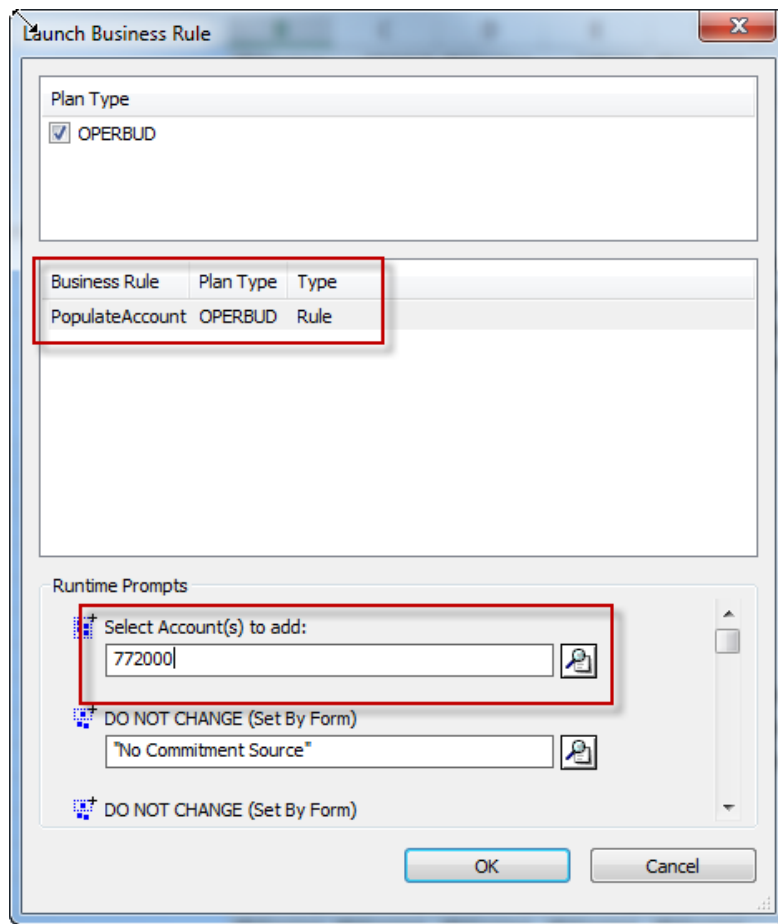 Launch Business Rule
Plan Type
OPERBUD
Business Rule Plan Type Type
PopulateAccount OPERBUD Rule
Runtime Prompts
Select Account(s) to add:
772000
DO NOT CHANGE (Set By Form)
"No Commitment Source"
DO NOT CHANGE (Set By Form)
OK Cancel